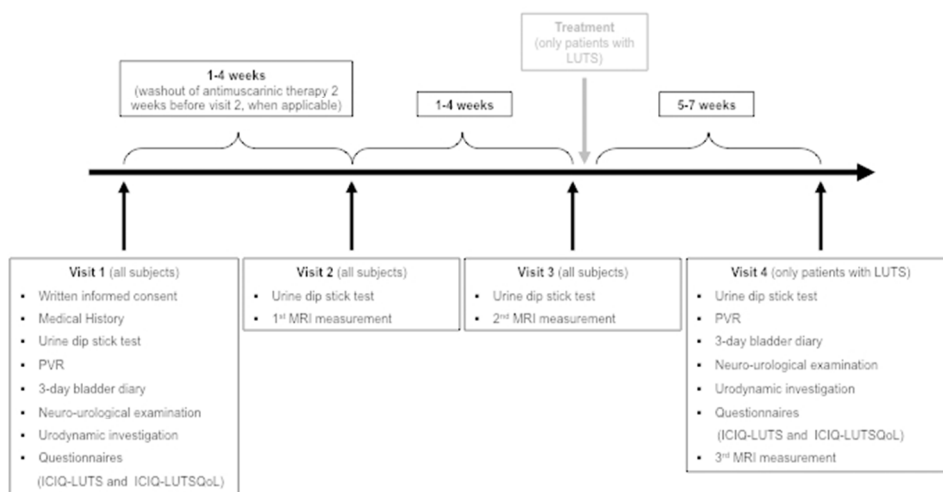 Treatment
(only patients with
LUTS)
1-4 weeks
(washout of antimuscarinic therapy 2
weeks before visit 2, when applicable)
1-4 weeks
5-7 weeks
Visit 1 (all subjects)
▪ Written informed consent
▪ Medical History
▪ Urine dip stick test
▪ PVR
▪ 3-day bladder diary
▪ Neuro-urological examination
▪ Urodynamic investigation
▪ Questionnaires
(ICIQ-LUTS and ICIQ-LUTSQoL)
Visit 2 (all subjects)
▪ Urine dip stick test
▪ 1st MRI measurement
Visit 3 (all subjects)
▪ Urine dip stick test
▪ 2nd MRI measurement
Visit 4 (only patients with LUTS)
▪ Urine dip stick test
▪ PVR
▪ 3-day bladder diary
▪ Neuro-urological examination
▪ Urodynamic investigation
▪ Questionnaires
(ICIQ-LUTS and ICIQ-LUTSQoL)
▪ 3rd MRI measurement